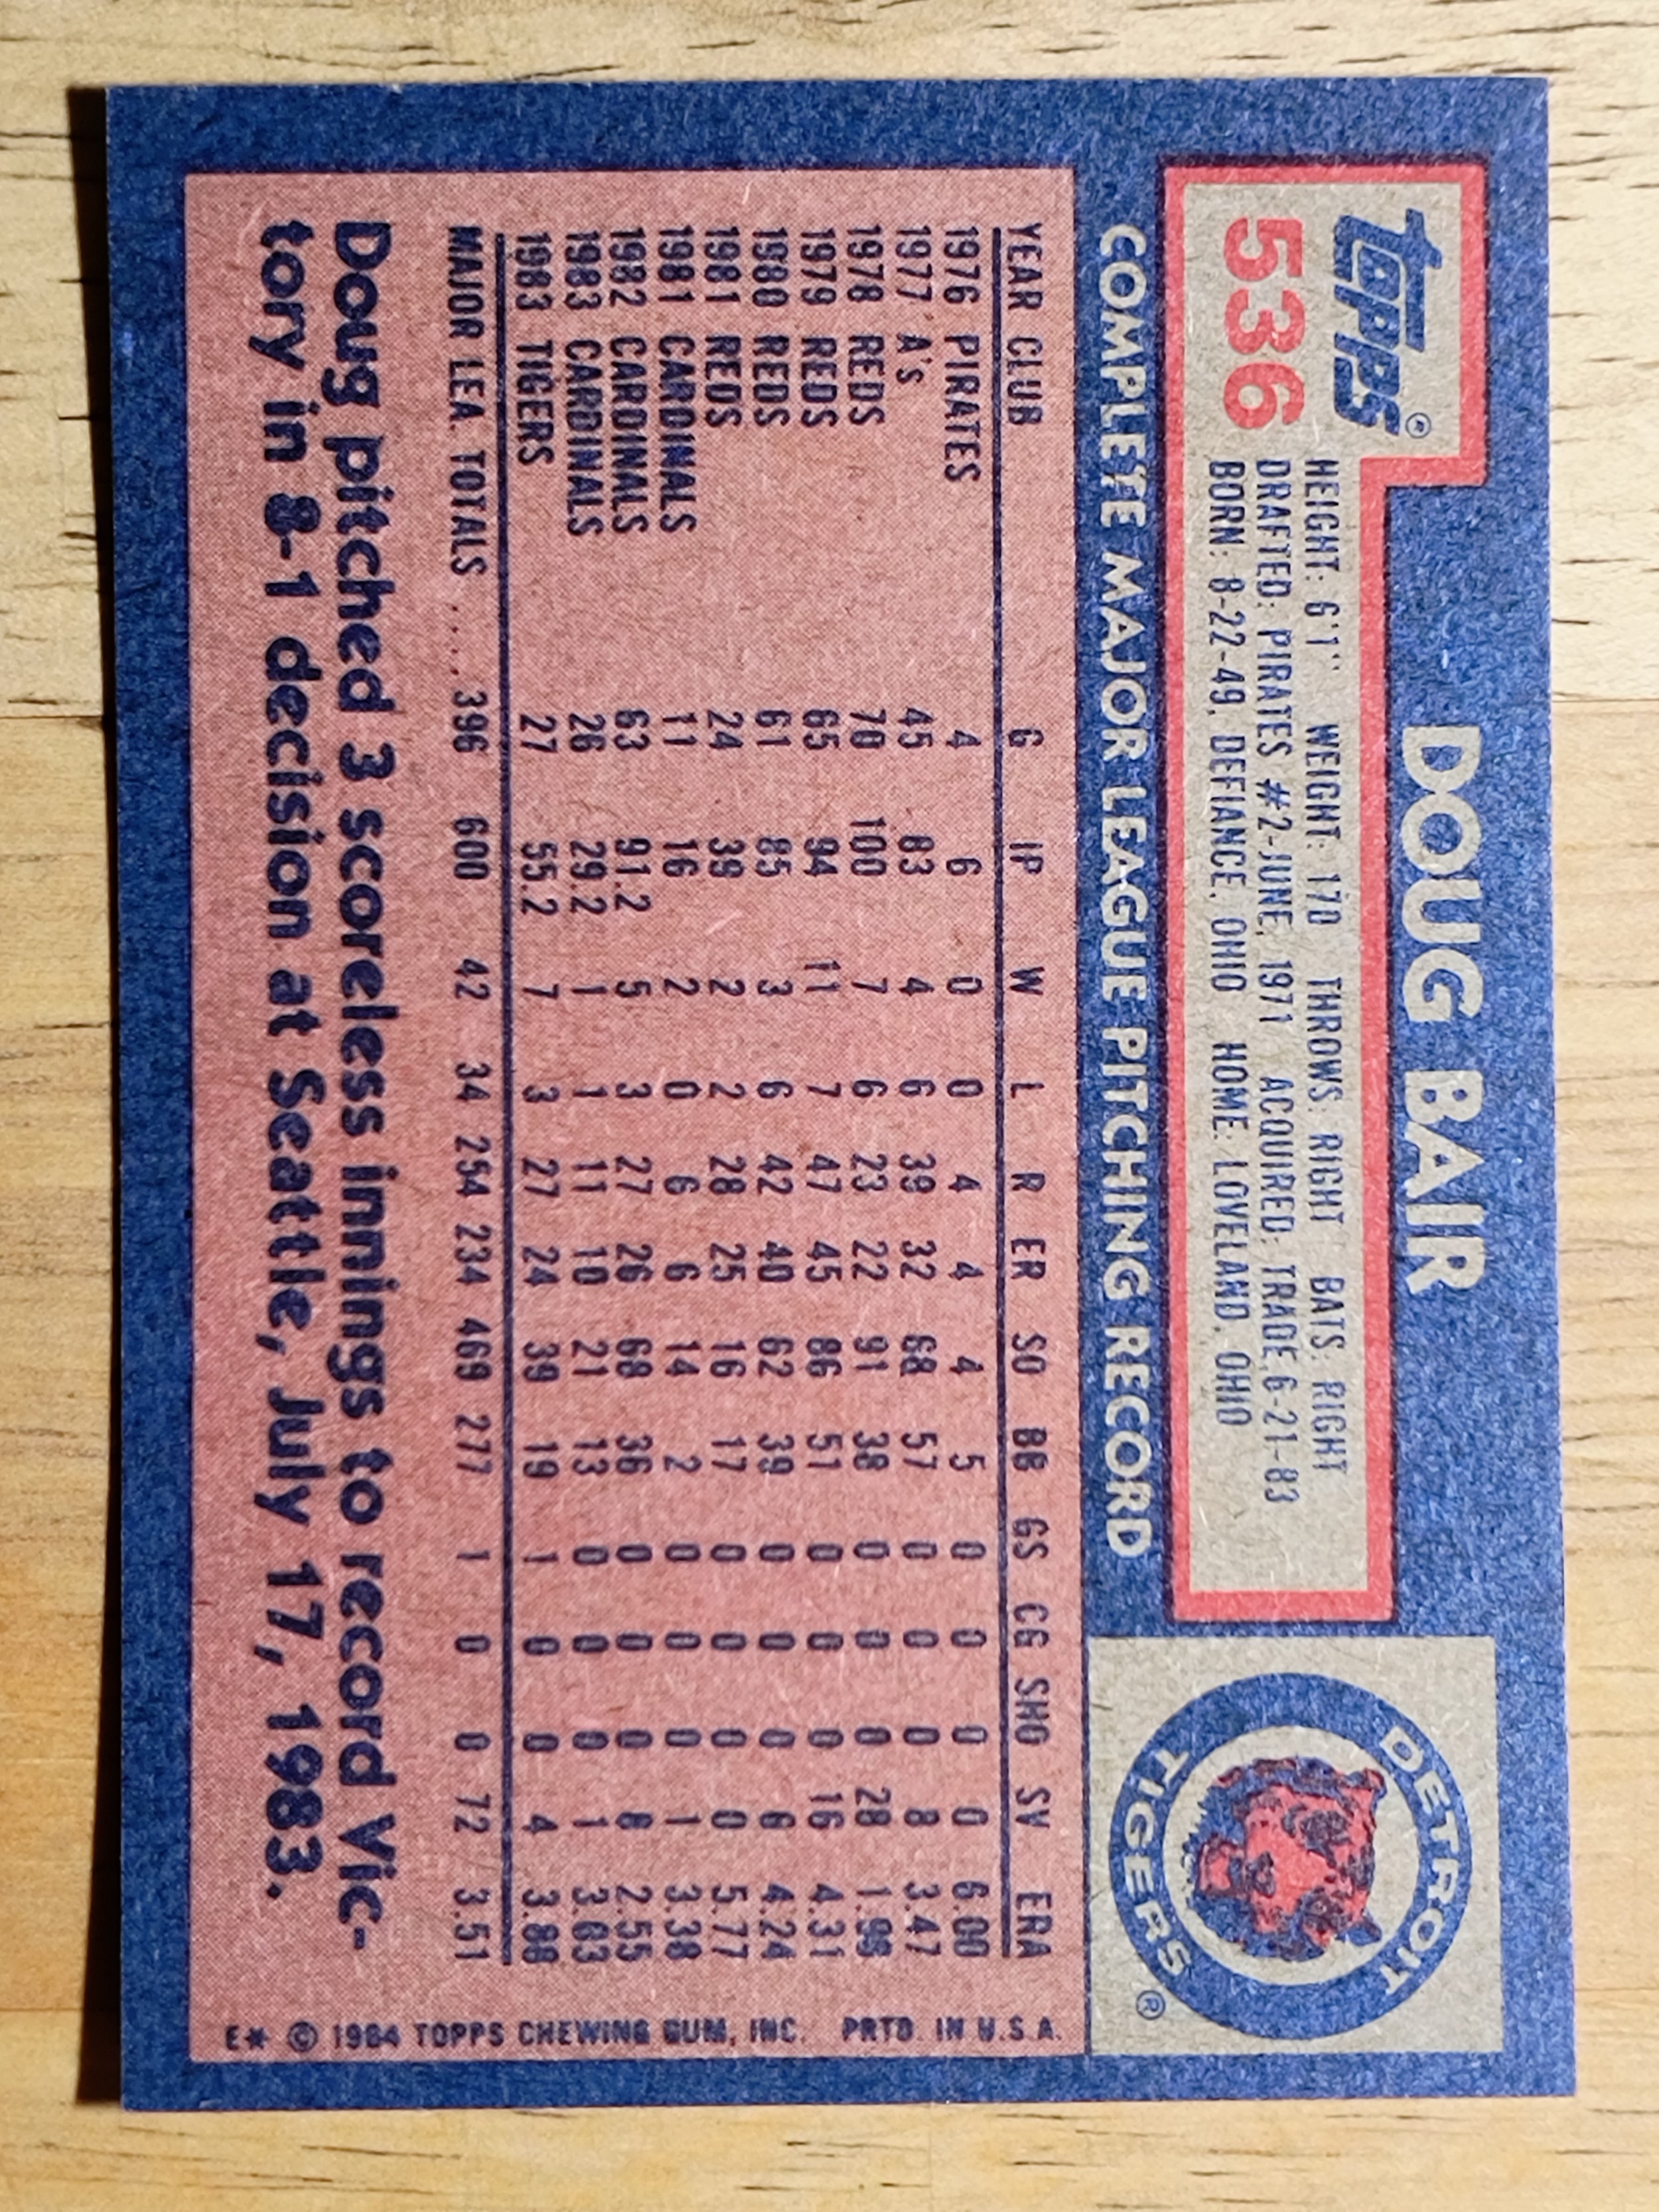 topps®
536
DOUG BAIR
HEIGHT: 6'1" WEIGHT: 170 THROWS: RIGHT BATS: RIGHT
DRAFTED: PIRATES #2-JUNE, 1971 ACQUIRED: TRADE, 6-21-83
BORN: 8-22-49, DEFIANCE, OHIO HOME: LOVELAND, OHIO
DETROIT TIGERS ®
COMPLETE MAJOR LEAGUE PITCHING RECORD
YEAR CLUB G IP W L R ER SO BB GS CG SHO SV ERA
1976 PIRATES 4 6 0 0 4 4 4 5 0 0 0 0 6.00
1977 A's 45 83 4 6 39 32 68 57 0 0 0 8 3.47
1978 REDS 70 100 7 6 23 22 91 38 0 0 0 28 1.98
1979 REDS 65 94 11 7 47 45 86 51 0 0 0 16 4.31
1980 REDS 61 85 3 6 42 40 62 39 0 0 0 6 4.24
1981 REDS 24 39 2 2 28 25 16 17 0 0 0 0 5.77
1981 CARDINALS 11 16 2 0 6 6 14 2 0 0 0 1 3.38
1982 CARDINALS 63 91.2 5 3 27 26 68 36 0 0 0 8 2.55
1983 CARDINALS 26 29.2 1 1 11 10 21 13 0 0 0 1 3.03
1983 TIGERS 27 55.2 7 3 27 24 39 19 1 0 0 4 3.88
MAJOR LEA. TOTALS ..... 396 600 42 34 254 234 469 277 1 0 0 72 3.51
Doug pitched 3 scoreless innings to record Vic-
tory in 8-1 decision at Seattle, July 17, 1983.
E* © 1984 TOPPS CHEWING GUM, INC. PRTD. IN U.S.A.